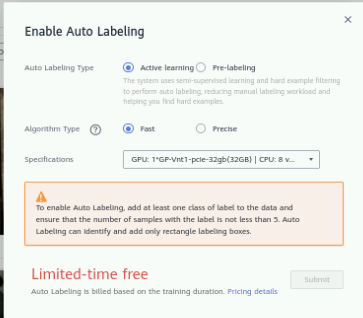 Enable Auto Labeling
Auto Labeling Type Active learning Pre-labeling
The system uses semi-supervised learning and hard example filtering
to perform auto labeling, reducing manual labeling workload and
helping you find hard examples.
Algorithm Type ? Fast Precise
Specifications GPU: 1*GP-Vnt1-pcie-32gb(32GB) | CPU: 8 v...
To enable Auto Labeling, add at least one class of label to the data and
ensure that the number of samples with the label is not less than 5. Auto
Labeling can identify and add only rectangle labeling boxes.
Limited-time free
Submit
Auto Labeling is billed based on the training duration. Pricing details